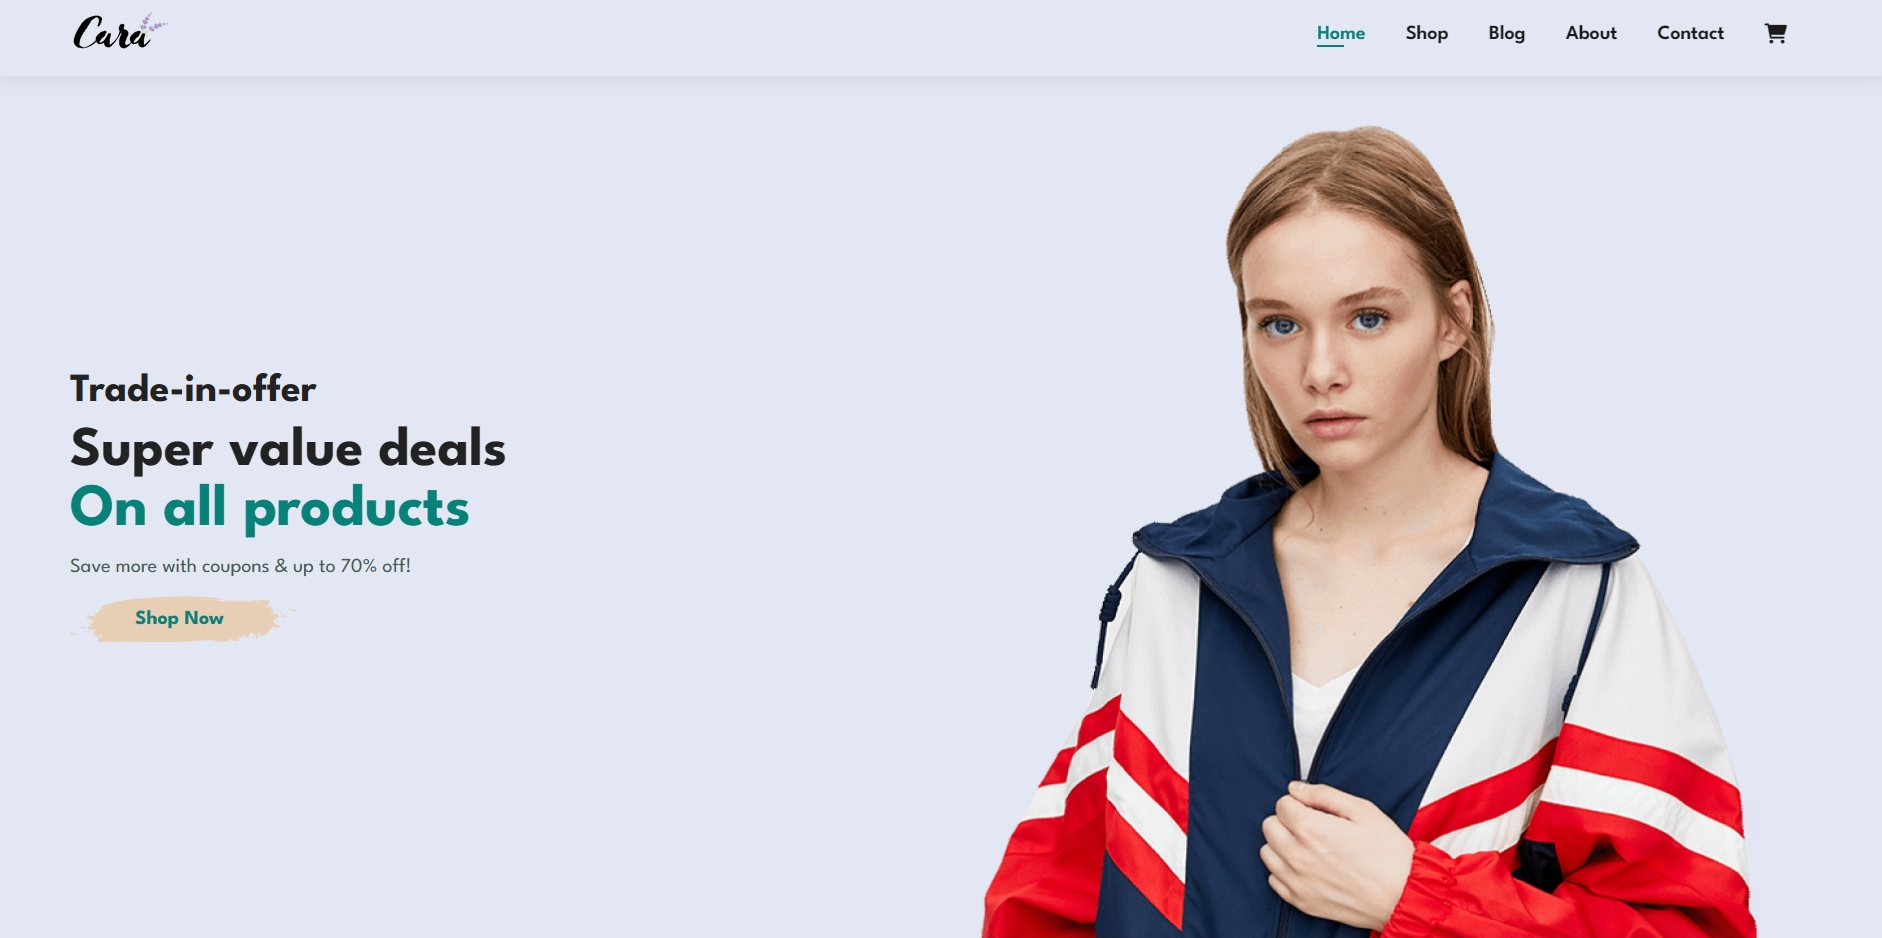 Cara
Home Shop Blog About Contact
Trade-in-offer
Super value deals
On all products
Save more with coupons & up to 70% off!
Shop Now